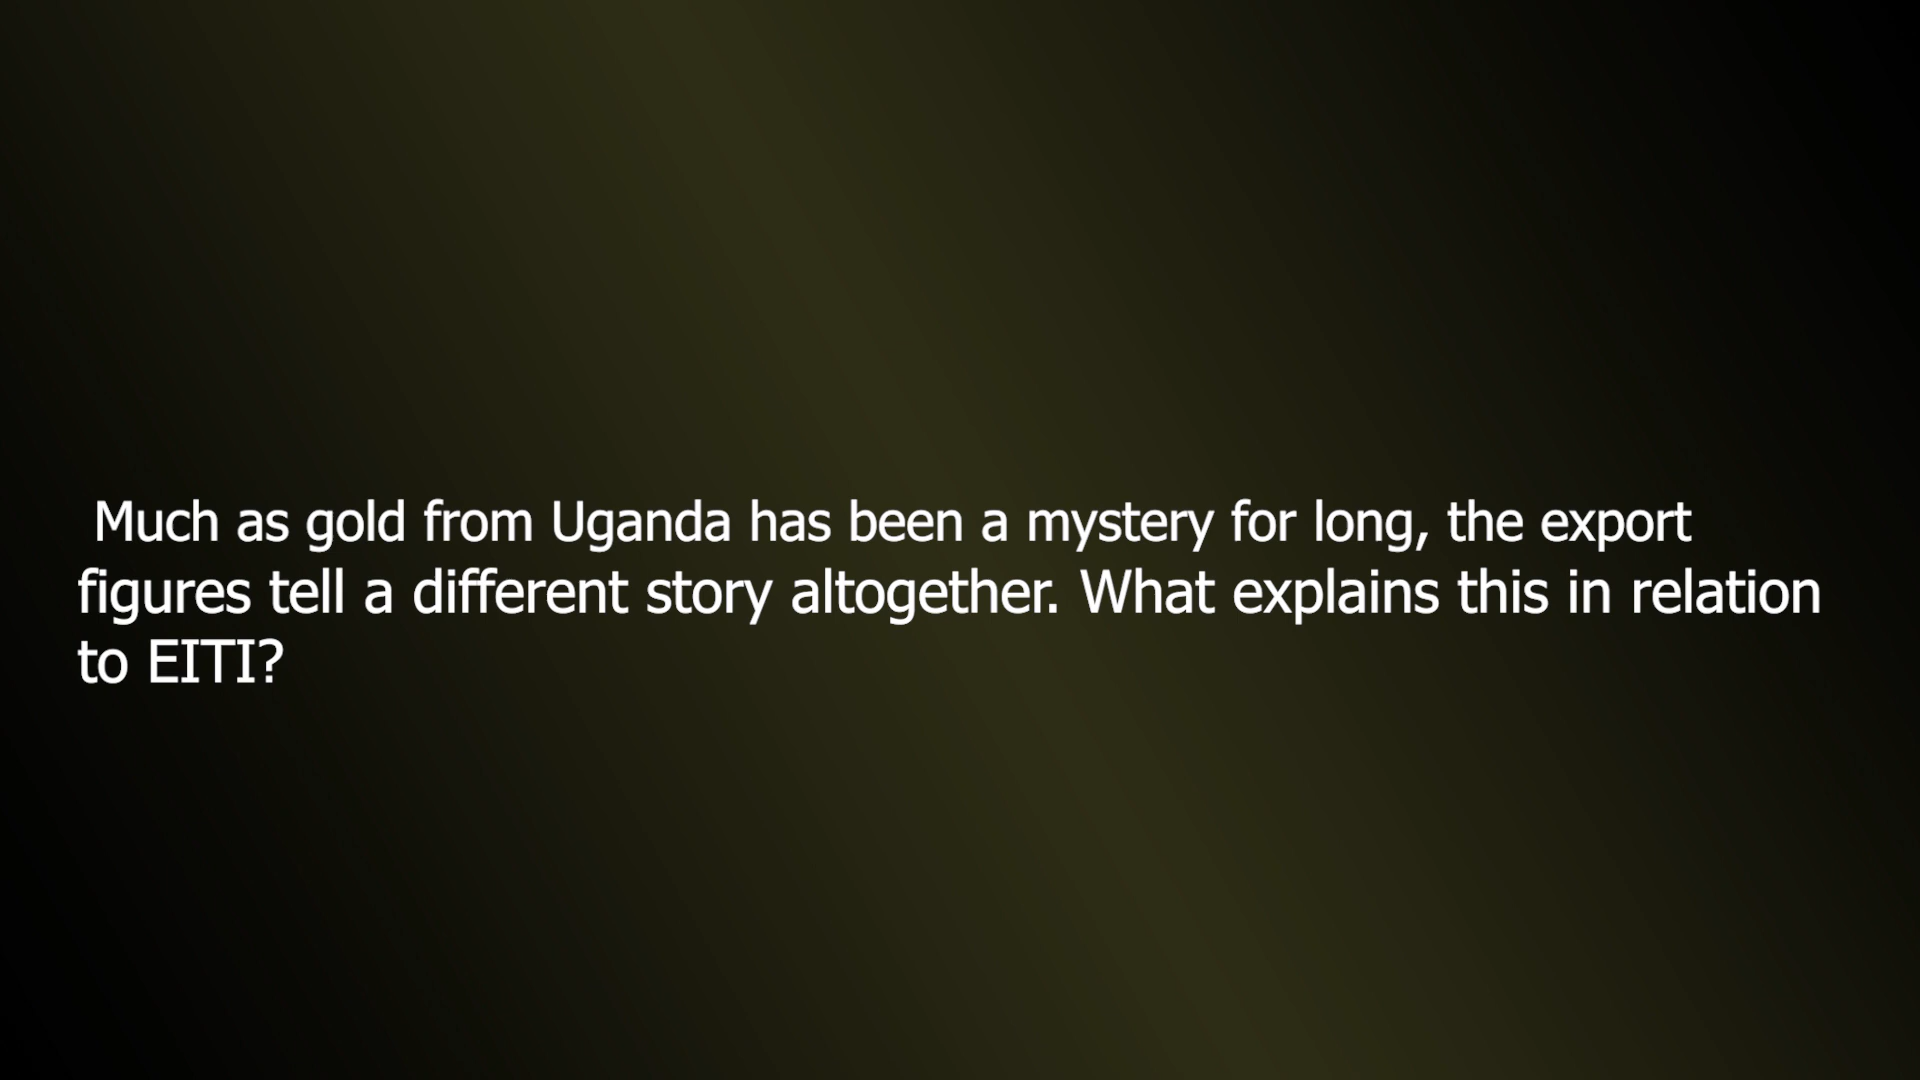 Much as gold from Uganda has been a mystery for long, the export
figures tell a different story altogether. What explains this in relation
to EITI?